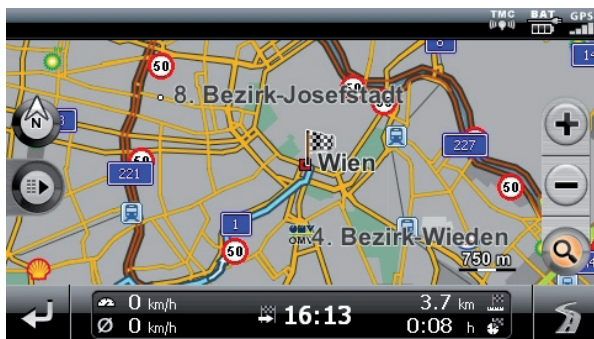 TMC BAT GPS
50
8
14
8. Bezirk-Josefstadt
N
Wien
227
221
50
1
50
OMV
4. Bezirk-Wieden
750 m
0 km/h
16:13
3.7 km
Ø 0 km/h
0:08 h